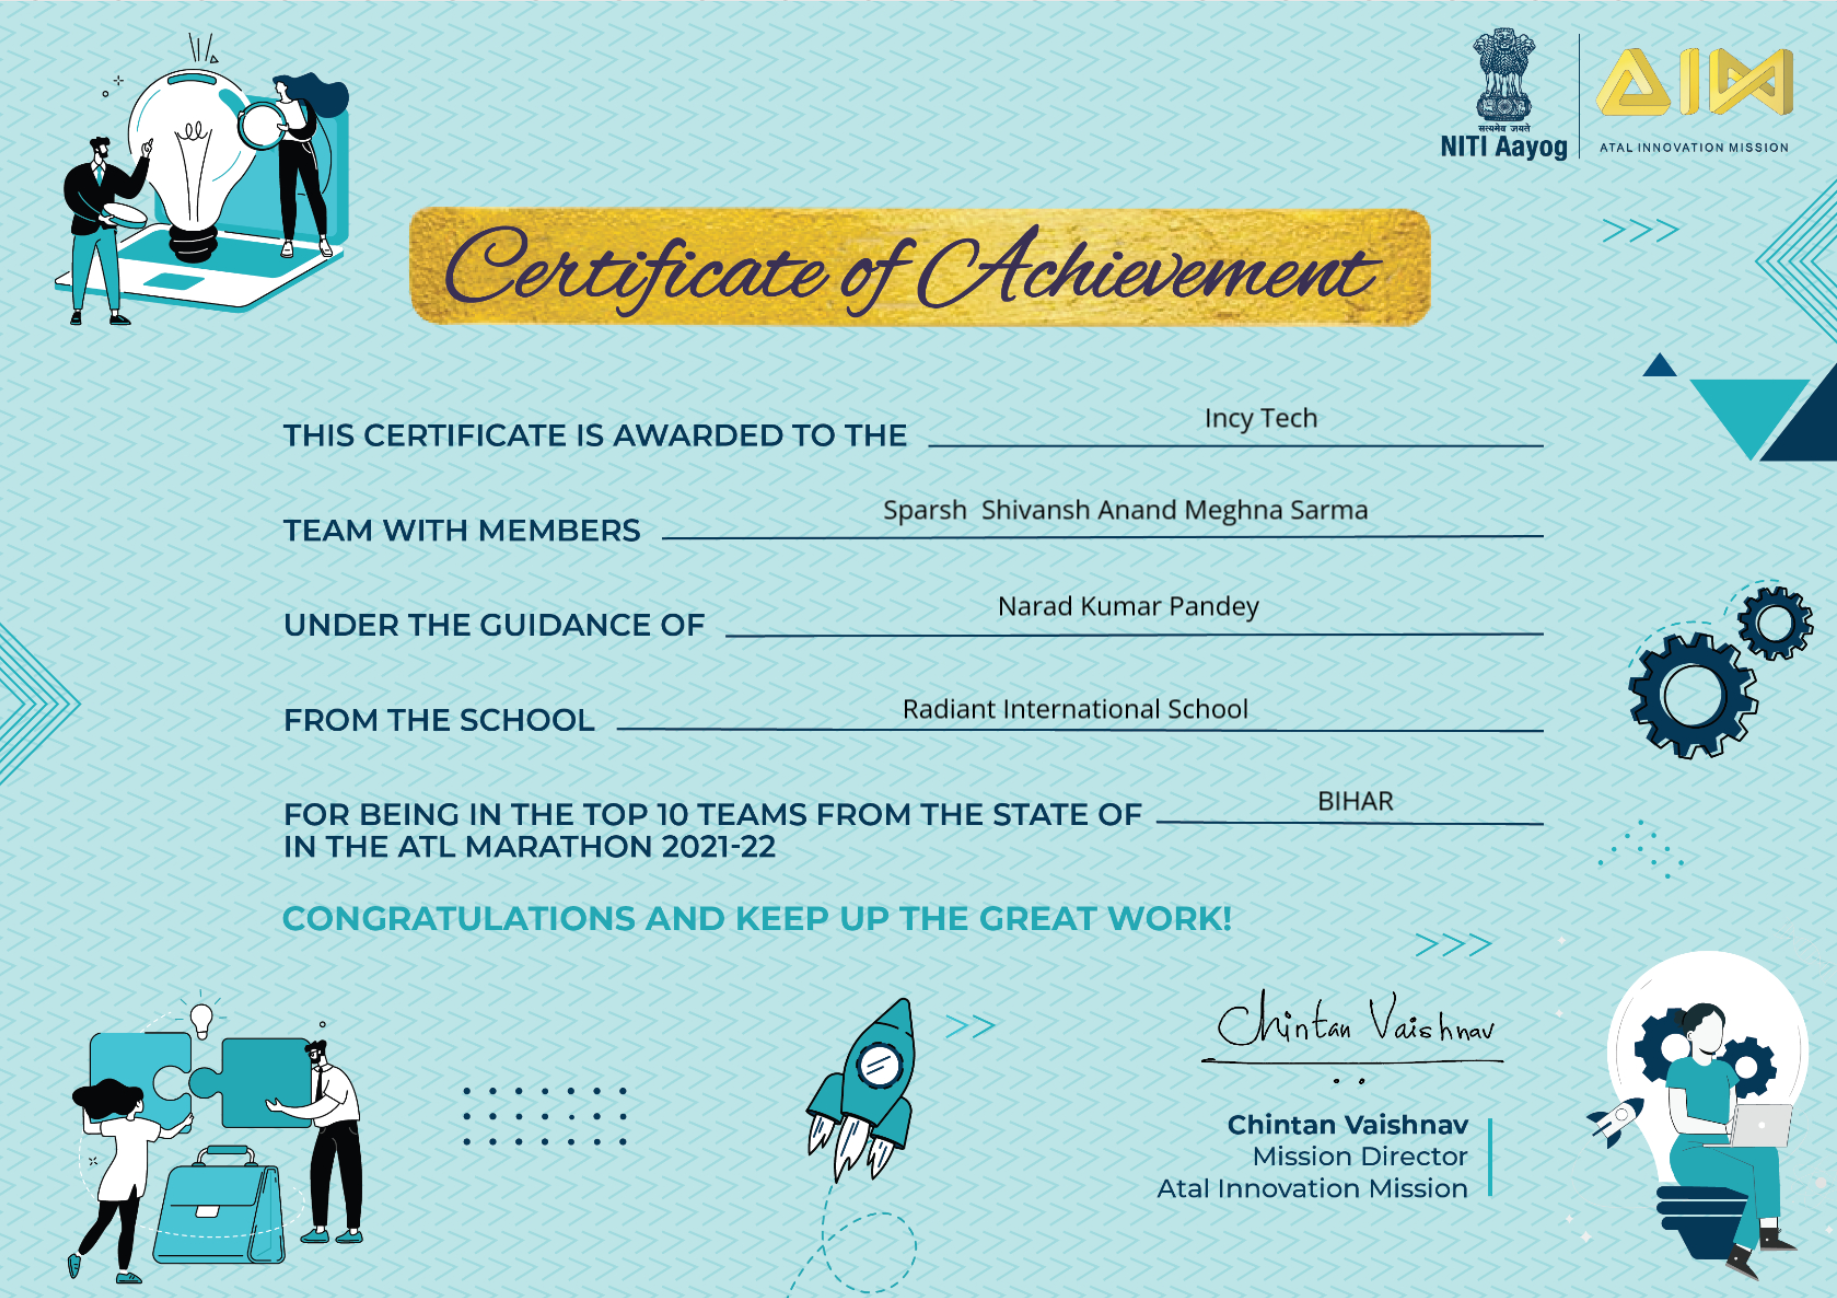 सत्यमेव जयते
NITI Aayog
AIM
ATAL INNOVATION MISSION
Certificate of Achievement
THIS CERTIFICATE IS AWARDED TO THE Incy Tech
TEAM WITH MEMBERS Sparsh  Shivansh Anand Meghna Sarma
UNDER THE GUIDANCE OF Narad Kumar Pandey
FROM THE SCHOOL Radiant International School
FOR BEING IN THE TOP 10 TEAMS FROM THE STATE OF BIHAR
IN THE ATL MARATHON 2021-22
CONGRATULATIONS AND KEEP UP THE GREAT WORK!
Chintan Vaishnav
Chintan Vaishnav
Mission Director
Atal Innovation Mission